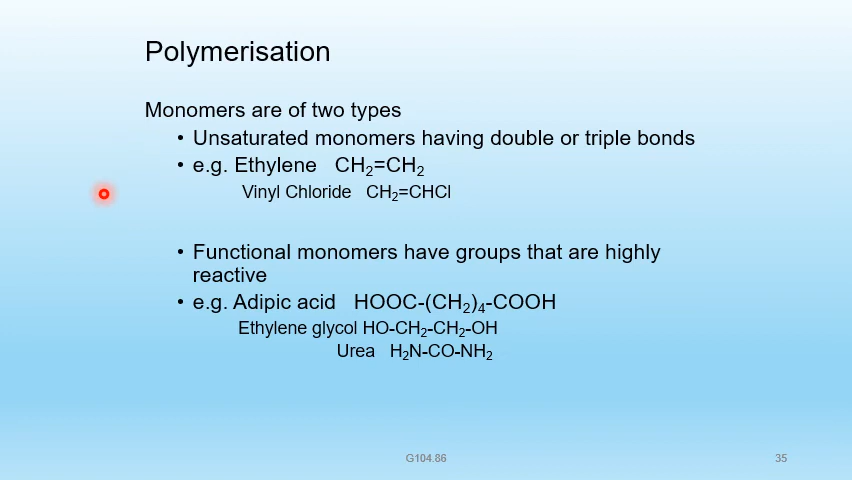 Polymerisation
Monomers are of two types
• Unsaturated monomers having double or triple bonds
• e.g. Ethylene CH₂=CH₂
Vinyl Chloride CH₂=CHCl
• Functional monomers have groups that are highly
reactive
• e.g. Adipic acid HOOC-(CH₂)₄-COOH
Ethylene glycol HO-CH₂-CH₂-OH
Urea H₂N-CO-NH₂
G104.86 35